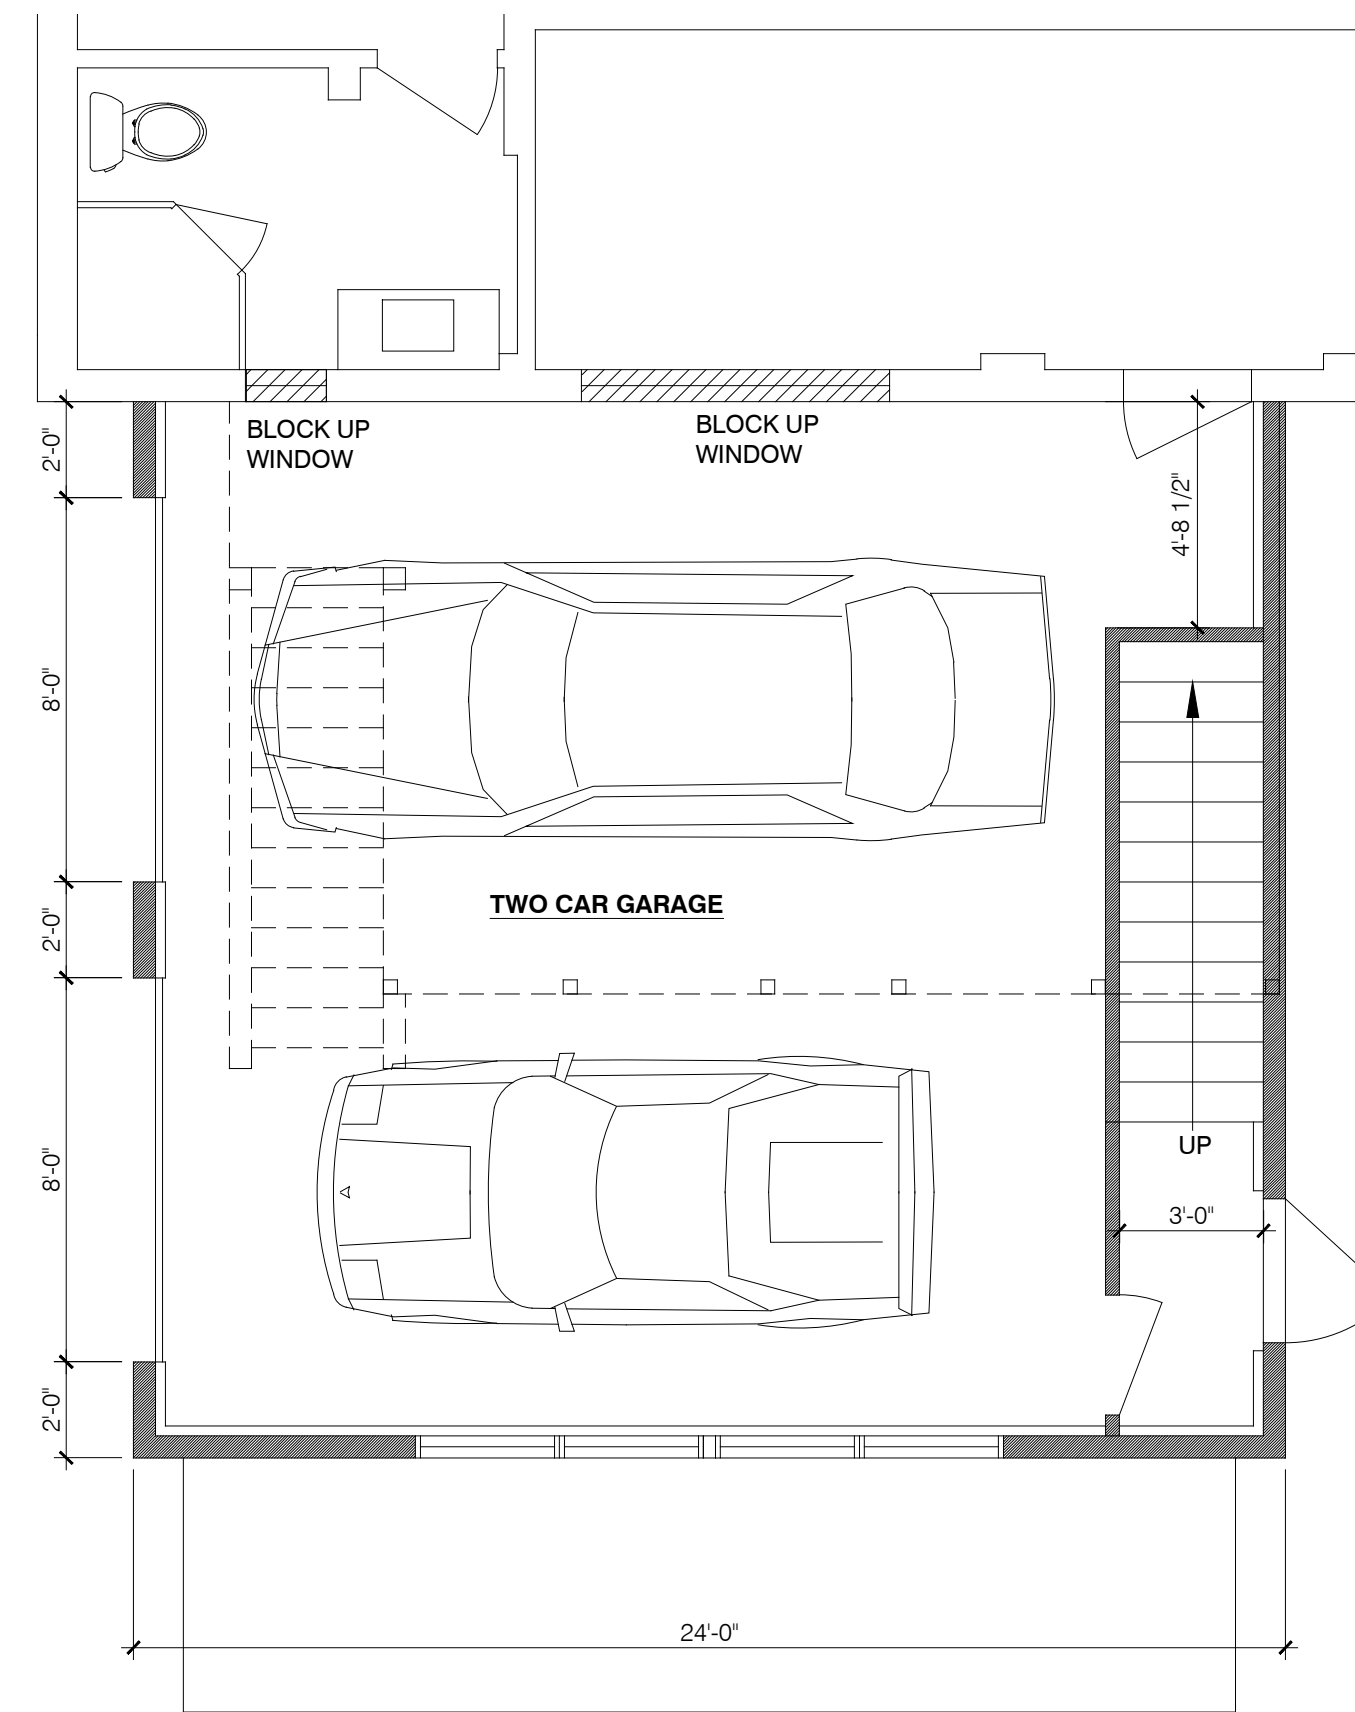 BLOCK UP
WINDOW
BLOCK UP
WINDOW
2'-0"
4'-8 1/2"
8'-0"
TWO CAR GARAGE
2'-0"
8'-0"
UP
3'-0"
2'-0"
24'-0"